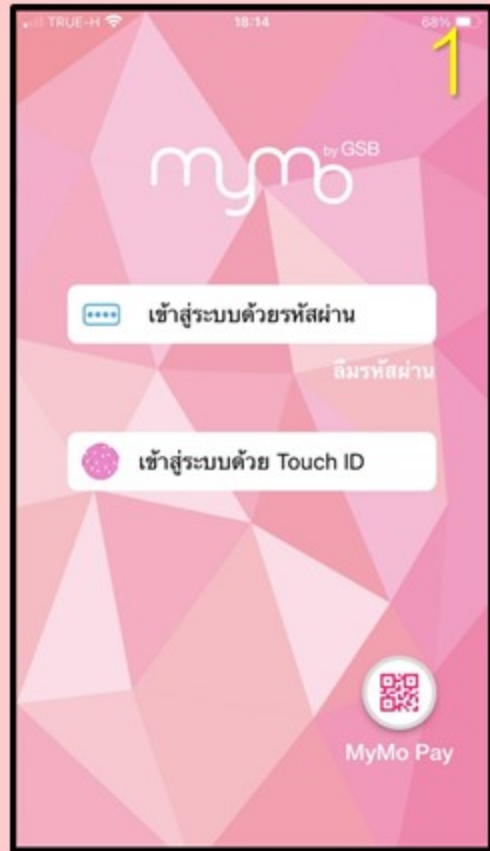 TRUE-H 18:14 68%
1
mymo by GSB
เข้าสู่ระบบด้วยรหัสผ่าน
ลืมรหัสผ่าน
เข้าสู่ระบบด้วย Touch ID
MyMo Pay